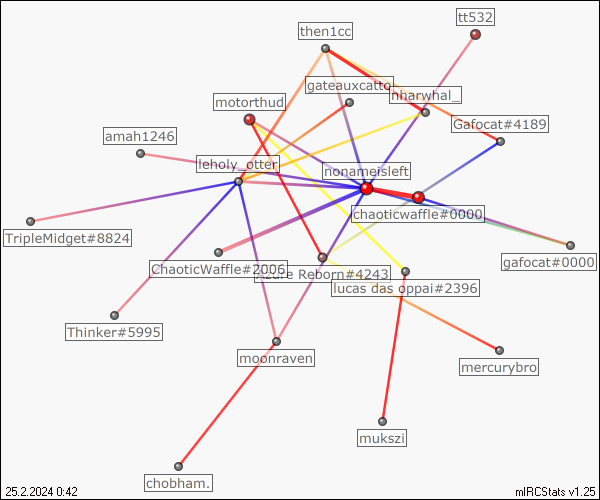 tt532
then1cc
gateauxcatto
nharwhal_
motorthud
Gafocat#4189
amah1246
leholy_otter
nonameisleft
chaoticwaffle#0000
TripleMidget#8824
gafocat#0000
ChaoticWaffle#2006
Azure Reborn#4243
lucas das oppai#2396
Thinker#5995
moonraven
mercurybro
mukszi
chobham.
25.2.2024 0:42
mIRCStats v1.25